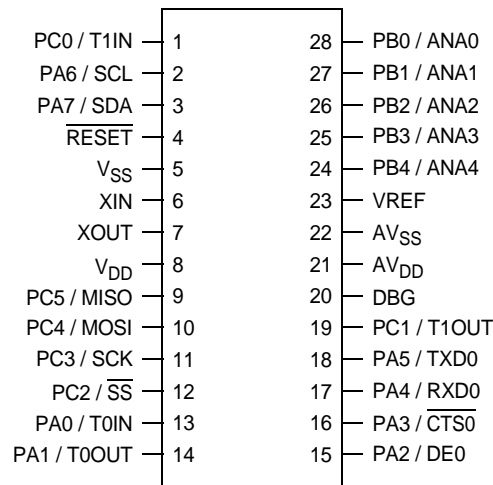 PC0 / T1IN 1 28 PB0 / ANA0
PA6 / SCL 2 27 PB1 / ANA1
PA7 / SDA 3 26 PB2 / ANA2
RESET 4 25 PB3 / ANA3
VSS 5 24 PB4 / ANA4
XIN 6 23 VREF
XOUT 7 22 AVSS
VDD 8 21 AVDD
PC5 / MISO 9 20 DBG
PC4 / MOSI 10 19 PC1 / T1OUT
PC3 / SCK 11 18 PA5 / TXD0
PC2 / SS 12 17 PA4 / RXD0
PA0 / T0IN 13 16 PA3 / CTS0
PA1 / T0OUT 14 15 PA2 / DE0